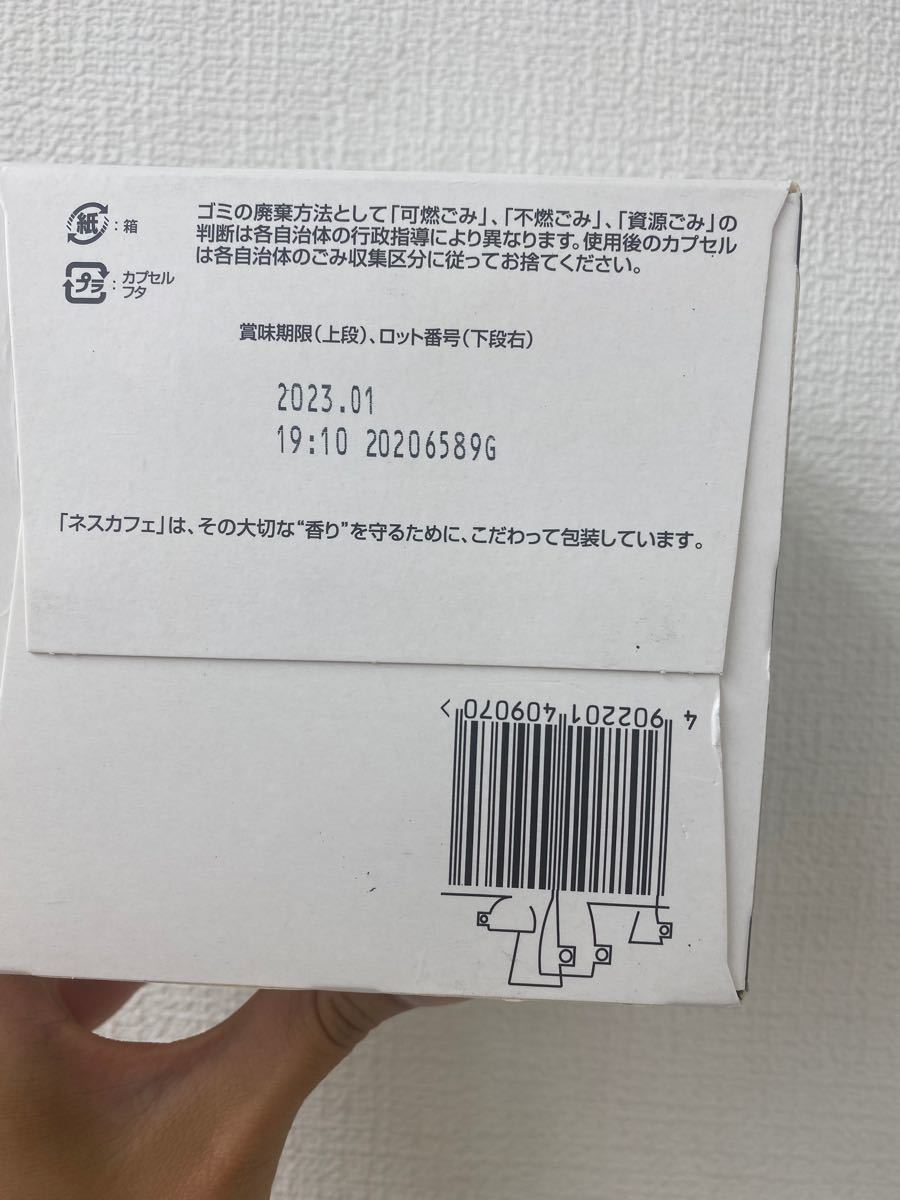 紙：箱
プラ：カプセル
フタ
ゴミの廃棄方法として「可燃ごみ」、「不燃ごみ」、「資源ごみ」の
判断は各自治体の行政指導により異なります。使用後のカプセル
は各自治体のごみ収集区分に従ってお捨てください。
賞味期限(上段)、ロット番号(下段右)
2023.01
19:10 20206589G
「ネスカフェ」は、その大切な“香り”を守るために、こだわって包装しています。
4 902201 409070 >